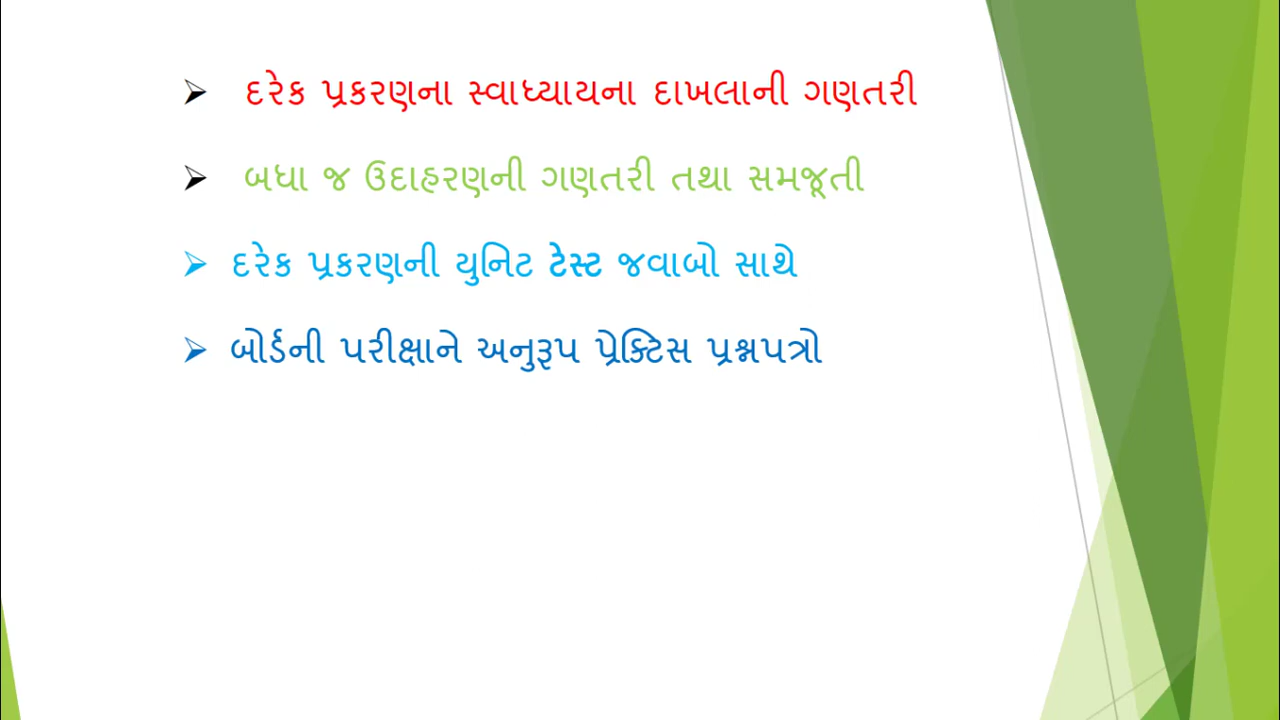 ➢ દરેક પ્રકરણના સ્વાધ્યાયના દાખલાની ગણતરી
➢ બધા જ ઉદાહરણની ગણતરી તથા સમજૂતી
➢ દરેક પ્રકરણની યુનિટ ટેસ્ટ જવાબો સાથે
➢ બોર્ડની પરીક્ષાને અનુરૂપ પ્રેક્ટિસ પ્રશ્નપત્રો